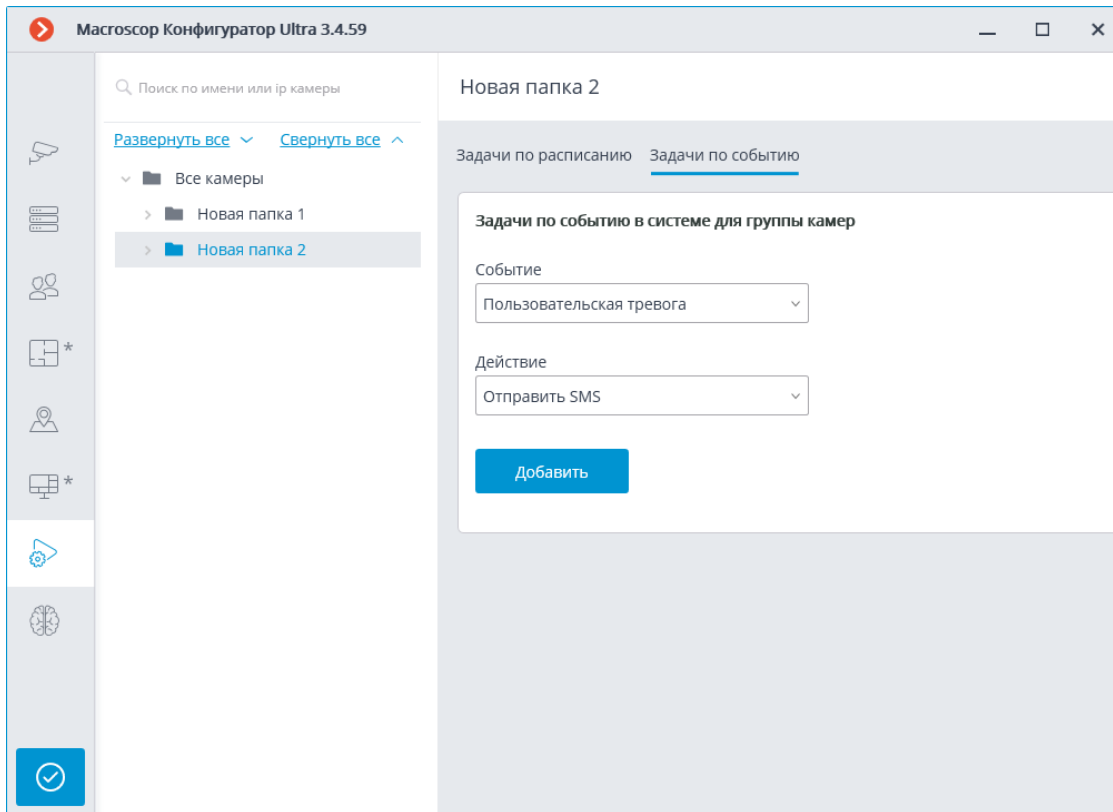 Macroscop Конфигуратор Ultra 3.4.59
Поиск по имени или ip камеры
Развернуть все Свернуть все
Все камеры
Новая папка 1
Новая папка 2
*
*
Новая папка 2
Задачи по расписанию Задачи по событию
Задачи по событию в системе для группы камер
Событие
Пользовательская тревога
Действие
Отправить SMS
Добавить